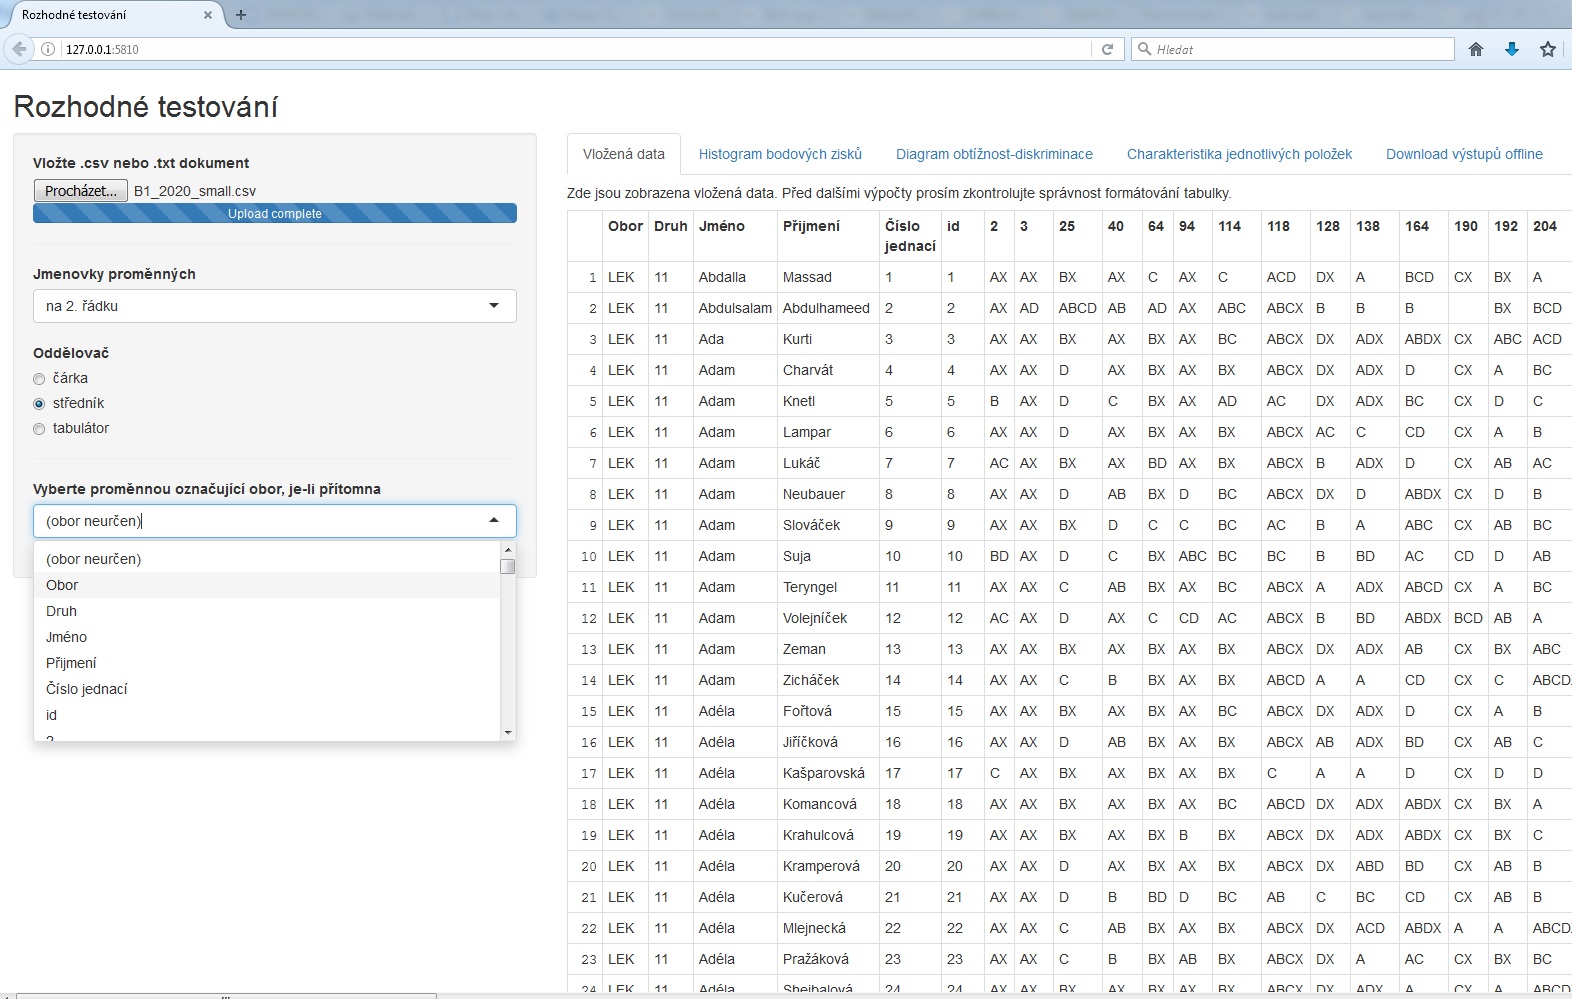 Rozhodné testování
127.0.0.1:5810
Hledat
Rozhodné testování
Vložte .csv nebo .txt dokument
Procházet... B1_2020_small.csv
Upload complete
Jmenovky proměnných
na 2. řádku
Oddělovač
čárka
středník
tabulátor
Vyberte proměnnou označující obor, je-li přítomna
(obor neurčen)
(obor neurčen)
Obor
Druh
Jméno
Přijmení
Číslo jednací
id
2
Vložená data Histogram bodových zisků Diagram obtížnost-diskriminace Charakteristika jednotlivých položek Download výstupů offline
Zde jsou zobrazena vložená data. Před dalšími výpočty prosím zkontrolujte správnost formátování tabulky.
Obor Druh Jméno Přijmení Číslo jednací id 2 3 25 40 64 94 114 118 128 138 164 190 192 204
1 LEK 11 Abdalla Massad 1 1 AX AX BX AX C AX C ACD DX A BCD CX BX A
2 LEK 11 Abdulsalam Abdulhameed 2 2 AX AD ABCD AB AD AX ABC ABCX B B B BX BCD
3 LEK 11 Ada Kurti 3 3 AX AX BX AX BX AX BC ABCX DX ADX ABDX CX ABC ACD
4 LEK 11 Adam Charvát 4 4 AX AX D AX BX AX BX ABCX DX ADX D CX A BC
5 LEK 11 Adam Knetl 5 5 B AX D C BX AX AD AC DX ADX BC CX D C
6 LEK 11 Adam Lampar 6 6 AX AX D AX BX AX BX ABCX AC C CD CX A B
7 LEK 11 Adam Lukáč 7 7 AC AX BX AX BD AX BX ABCX B ADX D CX AB AC
8 LEK 11 Adam Neubauer 8 8 AX AX D AB BX D BC ABCX DX D ABDX CX D B
9 LEK 11 Adam Slováček 9 9 AX AX BX D C C BC AC B A ABC CX AB BC
10 LEK 11 Adam Suja 10 10 BD AX D C BX ABC BC BC B BD AC CD D AB
11 LEK 11 Adam Teryngel 11 11 AX AX C AB BX AX BC ABCX A ADX ABCD CX A BC
12 LEK 11 Adam Volejníček 12 12 AC AX D AX C CD AC ABCX B BD ABDX BCD AB A
13 LEK 11 Adam Zeman 13 13 AX AX BX AX BX AX BX ABCX DX ADX AB CX BX ABC
14 LEK 11 Adam Zicháček 14 14 AX AX C B BX AX BX ABCD A A CD CX C ABCD
15 LEK 11 Adéla Fořtová 15 15 AX AX BX AX BX AX BC ABCX DX ADX D CX A B
16 LEK 11 Adéla Jiříčková 16 16 AX AX D AB BX AX BX ABCX AB ADX BD CX AB C
17 LEK 11 Adéla Kašparovská 17 17 C AX BX AX BX AX BX C A A D CX D D
18 LEK 11 Adéla Komancová 18 18 AX AX BX AX BX AX BC ABCD DX ADX ABDX CX BX A
19 LEK 11 Adéla Krahulcová 19 19 AX AX BX AX BX B BX ABCX DX ADX ABDX CX BX C
20 LEK 11 Adéla Kramperová 20 20 AX AX D AX BX AX BX ABCX DX ABD BD CX AB B
21 LEK 11 Adéla Kučerová 21 21 AX AX D B BD D BC AB C BC CD CX AB B
22 LEK 11 Adéla Mlejnecká 22 22 AX AX C AB BX AX BX ABCX DX ACD ABDX A A ABCD
23 LEK 11 Adéla Pražáková 23 23 AX AX C B BX AB BX ABCX DX A AC CX BX BC
24 LEK 11 Adéla Shejbalová 24 24 AX AX D AX BX AX BX ABCX DX ADX A CX A ABCD